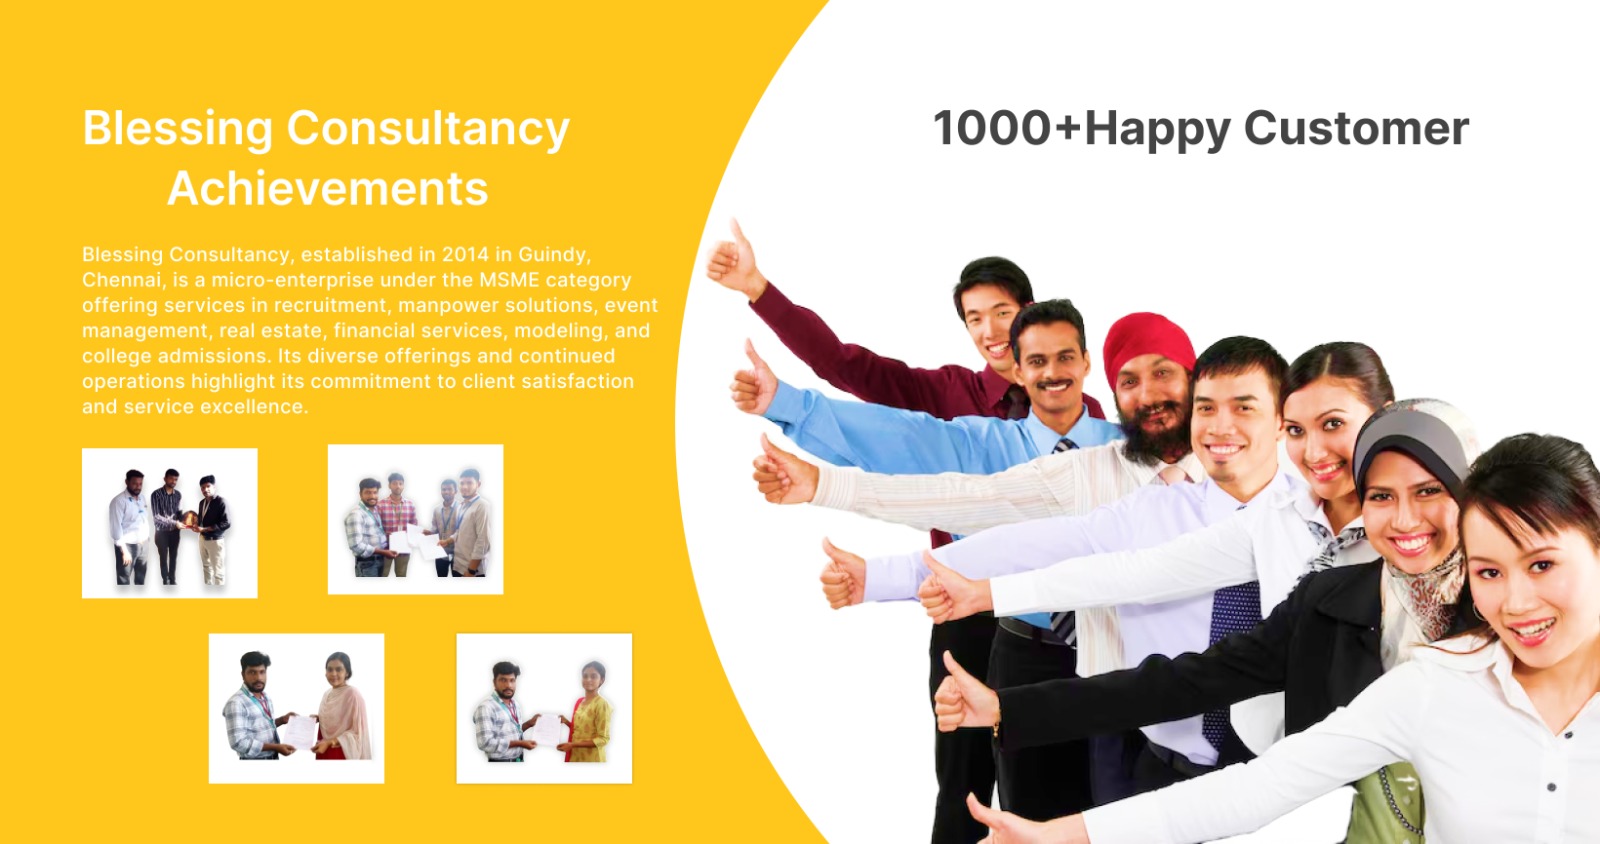 Blessing Consultancy
Achievements
Blessing Consultancy, established in 2014 in Guindy,
Chennai, is a micro-enterprise under the MSME category
offering services in recruitment, manpower solutions, event
management, real estate, financial services, modeling, and
college admissions. Its diverse offerings and continued
operations highlight its commitment to client satisfaction
and service excellence.
1000+Happy Customer